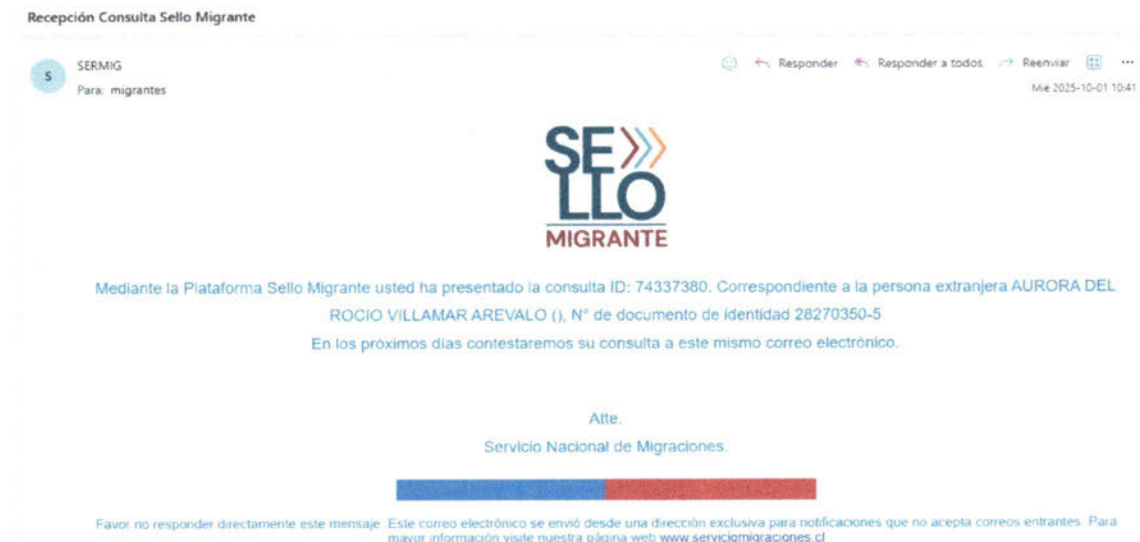 Recepción Consulta Sello Migrante
S
SERMIG
Para: migrantes
Responder Responder a todos Reenviar ...
Mié 2025-10-01 10:41
SE
LLO
MIGRANTE
Mediante la Plataforma Sello Migrante usted ha presentado la consulta ID: 74337380. Correspondiente a la persona extranjera AURORA DEL
ROCIO VILLAMAR AREVALO (), N° de documento de identidad 28270350-5
En los próximos días contestaremos su consulta a este mismo correo electrónico.
Atte.
Servicio Nacional de Migraciones.
Favor no responder directamente este mensaje. Este correo electrónico se envió desde una dirección exclusiva para notificaciones que no acepta correos entrantes. Para
mayor información visite nuestra página web www.serviciomigraciones.cl